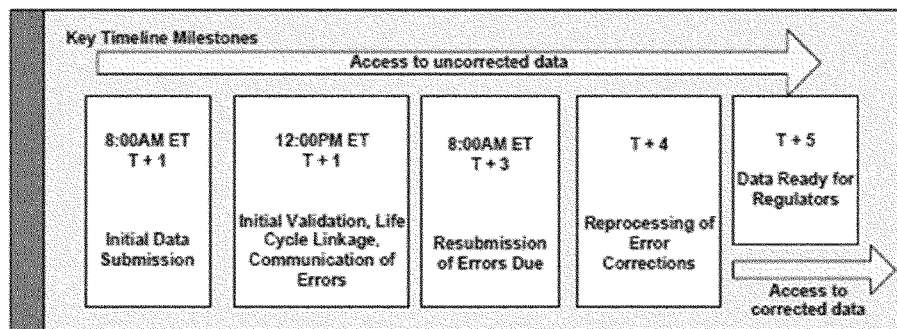 Key Timeline Milestones
Access to uncorrected data
8:00AM ET
T + 1
Initial Data
Submission
12:00PM ET
T + 1
Initial Validation, Life
Cycle Linkage,
Communication of
Errors
8:00AM ET
T + 3
Resubmission
of Errors Due
T + 4
Reprocessing of
Error
Corrections
T + 5
Data Ready for
Regulators
Access to
corrected data